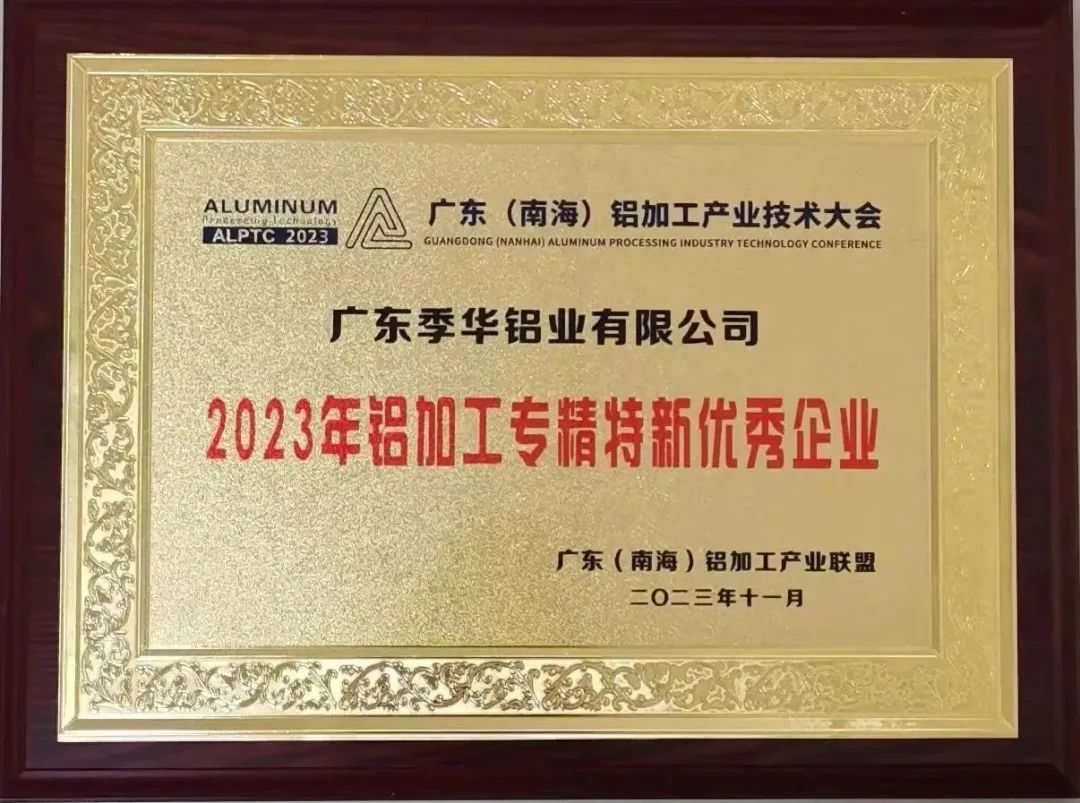 ALUMINUM
Processing Technology
ALPTC 2023
广东（南海）铝加工产业技术大会
GUANGDONG (NANHAI) ALUMINUM PROCESSING INDUSTRY TECHNOLOGY CONFERENCE
广东季华铝业有限公司
2023年铝加工专精特新优秀企业
广东（南海）铝加工产业联盟
二〇二三年十一月